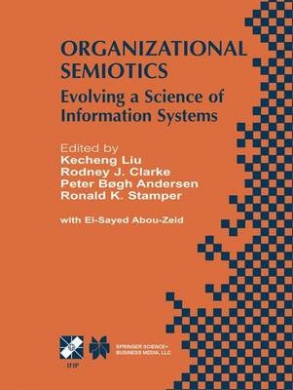 ORGANIZATIONAL
SEMIOTICS
Evolving a Science of
Information Systems
Edited by
Kecheng Liu
Rodney J. Clarke
Peter Bøgh Andersen
Ronald K. Stamper
with El-Sayed Abou-Zeid
IFIP
SPRINGER SCIENCE+
BUSINESS MEDIA, LLC